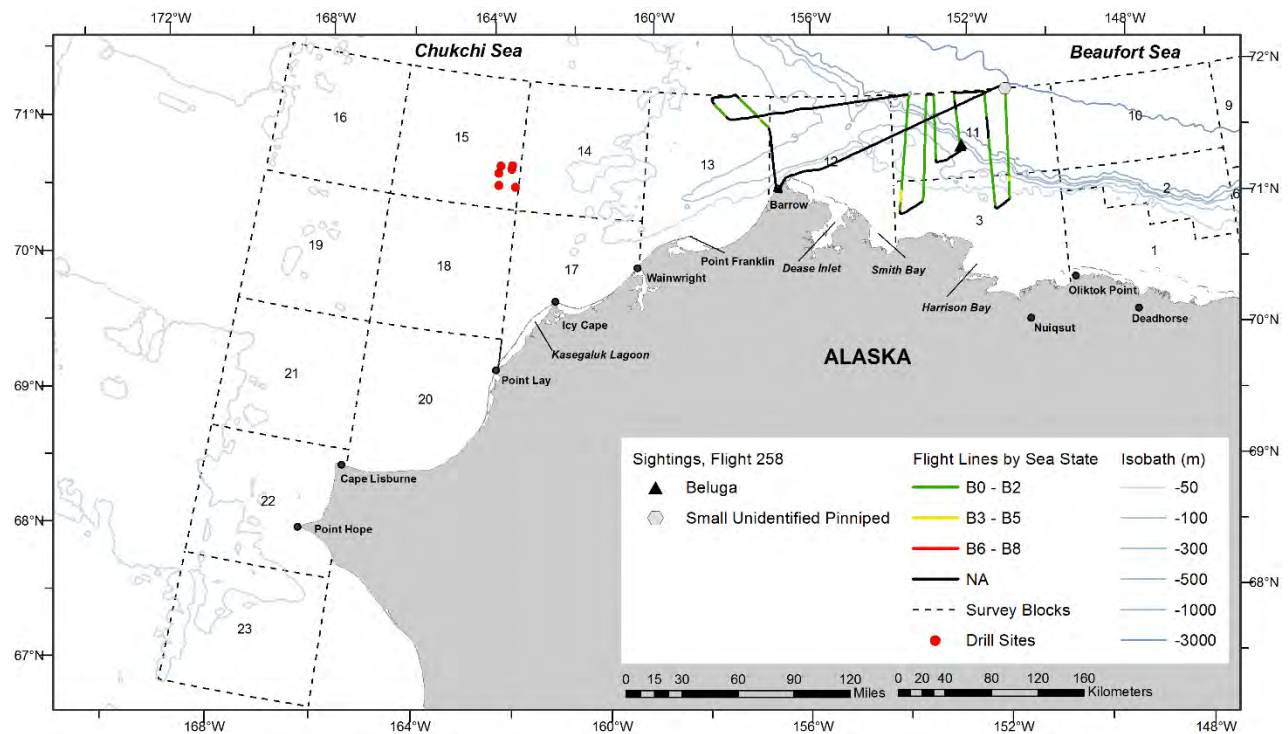 172°W 168°W 164°W 160°W 156°W 152°W 148°W
Chukchi Sea
Beaufort Sea
72°N
71°N
71°N
70°N
70°N
69°N
69°N
68°N
68°N
67°N
16
15
14
13
12
11
10
9
19
18
17
3
2
6
1
21
20
22
23
Barrow
Point Franklin
Dease Inlet
Smith Bay
Wainwright
Harrison Bay
Oliktok Point
Icy Cape
Nuiqsut
Deadhorse
Kasegaluk Lagoon
ALASKA
Point Lay
Cape Lisburne
Point Hope
Sightings, Flight 258
Beluga
Small Unidentified Pinniped
Flight Lines by Sea State
B0 - B2
B3 - B5
B6 - B8
NA
Survey Blocks
Drill Sites
Isobath (m)
-50
-100
-300
-500
-1000
-3000
0 15 30 60 90 120
Miles
0 20 40 80 120 160
Kilometers
168°W 164°W 160°W 156°W 152°W 148°W